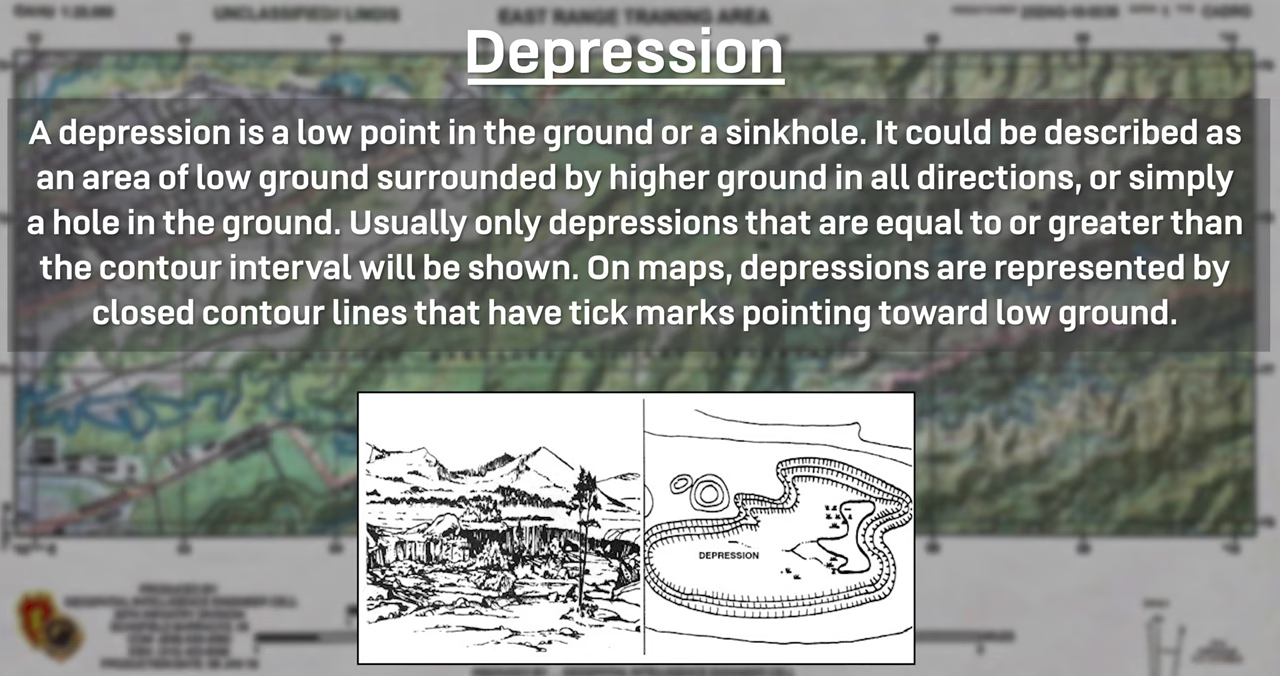 UNCLASSIFIED// LIMDIS
EAST RANGE TRAINING AREA
Depression
A depression is a low point in the ground or a sinkhole. It could be described as
an area of low ground surrounded by higher ground in all directions, or simply
a hole in the ground. Usually only depressions that are equal to or greater than
the contour interval will be shown. On maps, depressions are represented by
closed contour lines that have tick marks pointing toward low ground.
DEPRESSION
PRODUCED BY